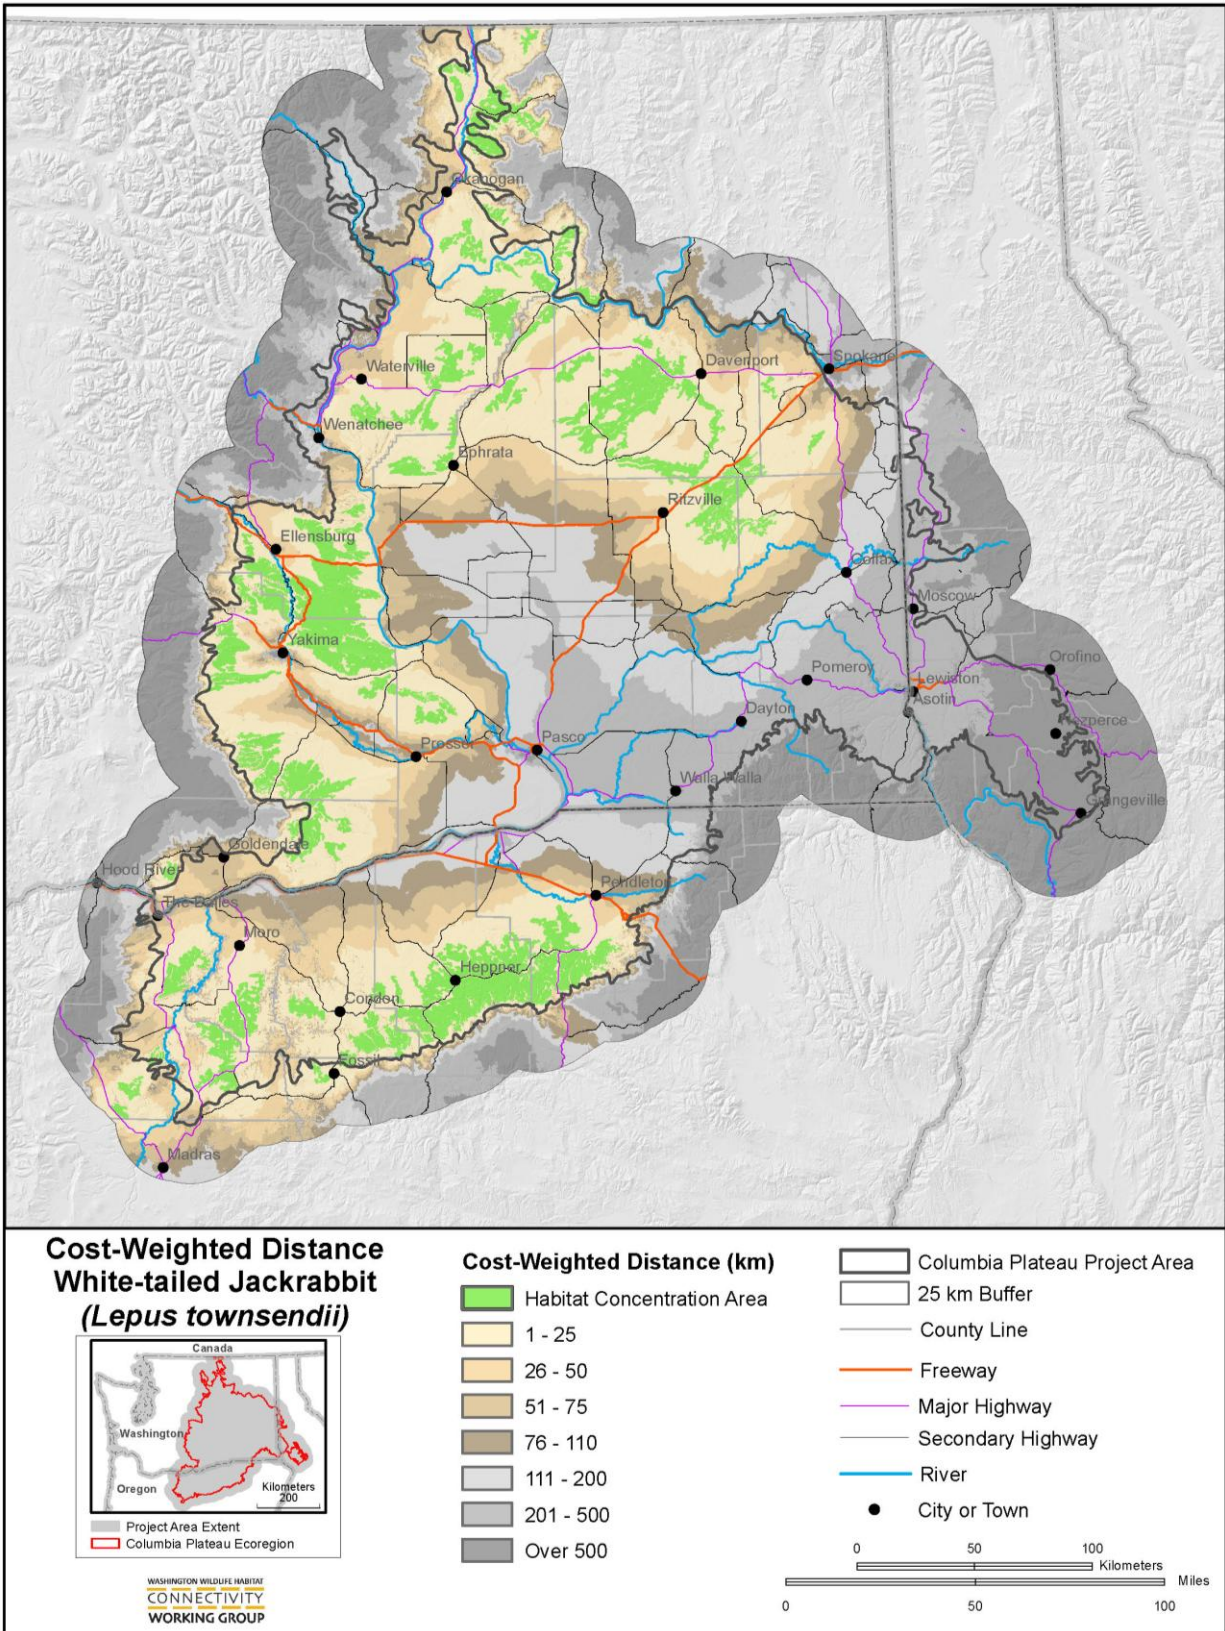 Okanogan
Waterville
Davenport
Spokane
Wenatchee
Ephrata
Ritzville
Ellensburg
Colfax
Moscow
Yakima
Orofino
Pomeroy
Lewiston
Asotin
Nezperce
Dayton
Prosser
Pasco
Walla Walla
Grangeville
Goldendale
Hood River
Pendleton
The Dalles
Moro
Heppner
Condon
Fossil
Madras
Cost-Weighted Distance
White-tailed Jackrabbit
(Lepus townsendii)
Canada
Washington
Oregon
Kilometers
200
Project Area Extent
Columbia Plateau Ecoregion
WASHINGTON WILDLIFE HABITAT
CONNECTIVITY
WORKING GROUP
Cost-Weighted Distance (km)
Habitat Concentration Area
1 - 25
26 - 50
51 - 75
76 - 110
111 - 200
201 - 500
Over 500
Columbia Plateau Project Area
25 km Buffer
County Line
Freeway
Major Highway
Secondary Highway
River
City or Town
0 50 100
Kilometers
Miles
0 50 100